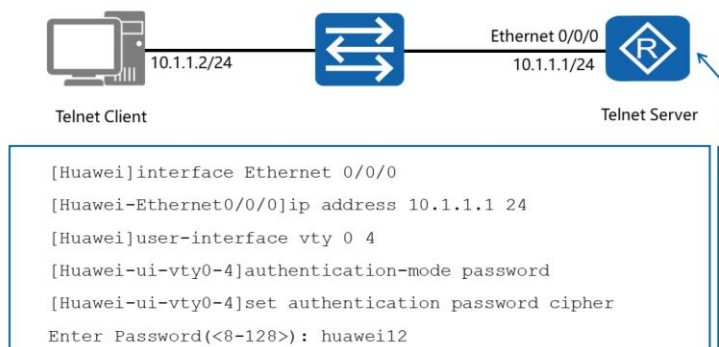 Ethernet 0/0/0
10.1.1.2/24
10.1.1.1/24
R
Telnet Client
Telnet Server
[Huawei]interface Ethernet 0/0/0
[Huawei-Ethernet0/0/0]ip address 10.1.1.1 24
[Huawei]user-interface vty 0 4
[Huawei-ui-vty0-4]authentication-mode password
[Huawei-ui-vty0-4]set authentication password cipher
Enter Password(<8-128>): huawei12